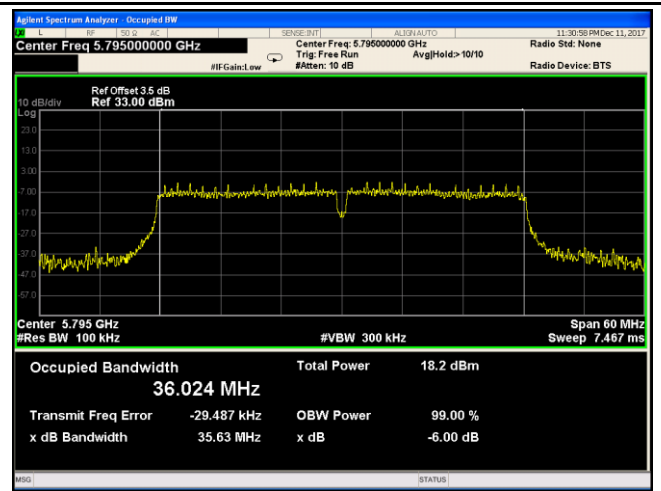 Agilent Spectrum Analyzer - Occupied BW
L RF 50 Ω AC SENSE:INT ALIGN AUTO 11:30:58 PM Dec 11, 2017
Center Freq 5.795000000 GHz Center Freq: 5.795000000 GHz Radio Std: None
Trig: Free Run Avg|Hold:> 10/10
#IFGain:Low #Atten: 10 dB Radio Device: BTS
Ref Offset 3.5 dB
10 dB/div Ref 33.00 dBm
Log
23.0
13.0
3.00
-7.00
-17.0
-27.0
-37.0
-47.0
-57.0
Center 5.795 GHz Span 60 MHz
#Res BW 100 kHz #VBW 300 kHz Sweep 7.467 ms
Occupied Bandwidth Total Power 18.2 dBm
36.024 MHz
Transmit Freq Error -29.487 kHz OBW Power 99.00 %
x dB Bandwidth 35.63 MHz x dB -6.00 dB
MSG STATUS